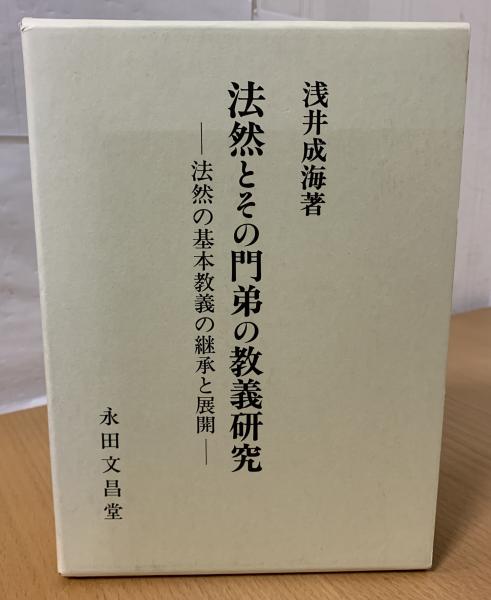 浅井成海著
法然とその門弟の教義研究
―法然の基本教義の継承と展開―
永田文昌堂